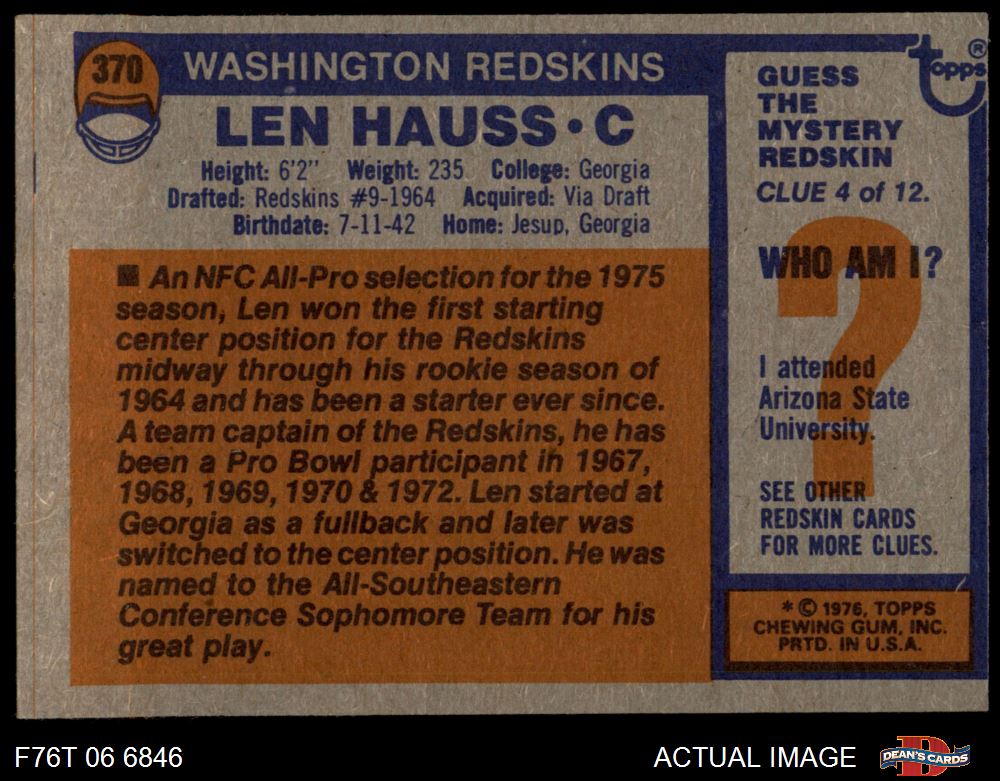 370
WASHINGTON REDSKINS
LEN HAUSS • C
Height: 6'2" Weight: 235 College: Georgia
Drafted: Redskins #9-1964 Acquired: Via Draft
Birthdate: 7-11-42 Home: Jesup, Georgia
■ An NFC All-Pro selection for the 1975
season, Len won the first starting
center position for the Redskins
midway through his rookie season of
1964 and has been a starter ever since.
A team captain of the Redskins, he has
been a Pro Bowl participant in 1967,
1968, 1969, 1970 & 1972. Len started at
Georgia as a fullback and later was
switched to the center position. He was
named to the All-Southeastern
Conference Sophomore Team for his
great play.
topps®
GUESS
THE
MYSTERY
REDSKIN
CLUE 4 of 12.
WHO AM I?
?
I attended
Arizona State
University.
SEE OTHER
REDSKIN CARDS
FOR MORE CLUES.
* © 1976, TOPPS
CHEWING GUM, INC.
PRTD. IN U.S.A.
F76T 06 6846
ACTUAL IMAGE
D
DEAN'S CARDS